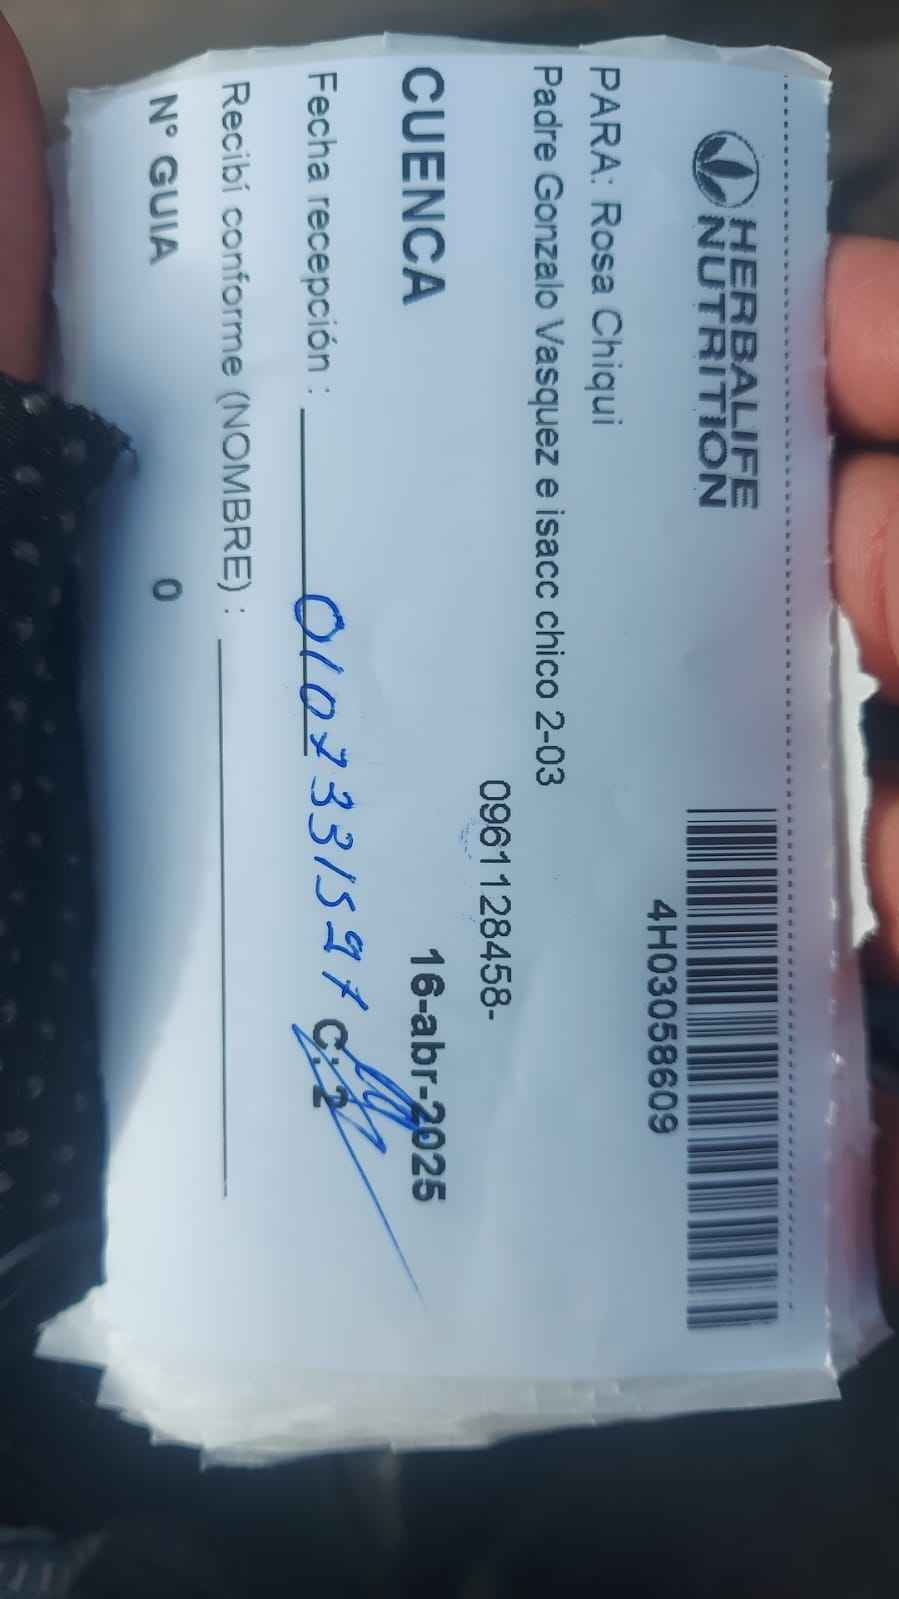 HERBALIFE
NUTRITION
4H03058609
PARA: Rosa Chiqui
Padre Gonzalo Vasquez e isacc chico 2-03
0961128458-
CUENCA 16-abr-2025
Fecha recepción : 0107331597 C: 2
Recibí conforme (NOMBRE) :
N° GUIA 0